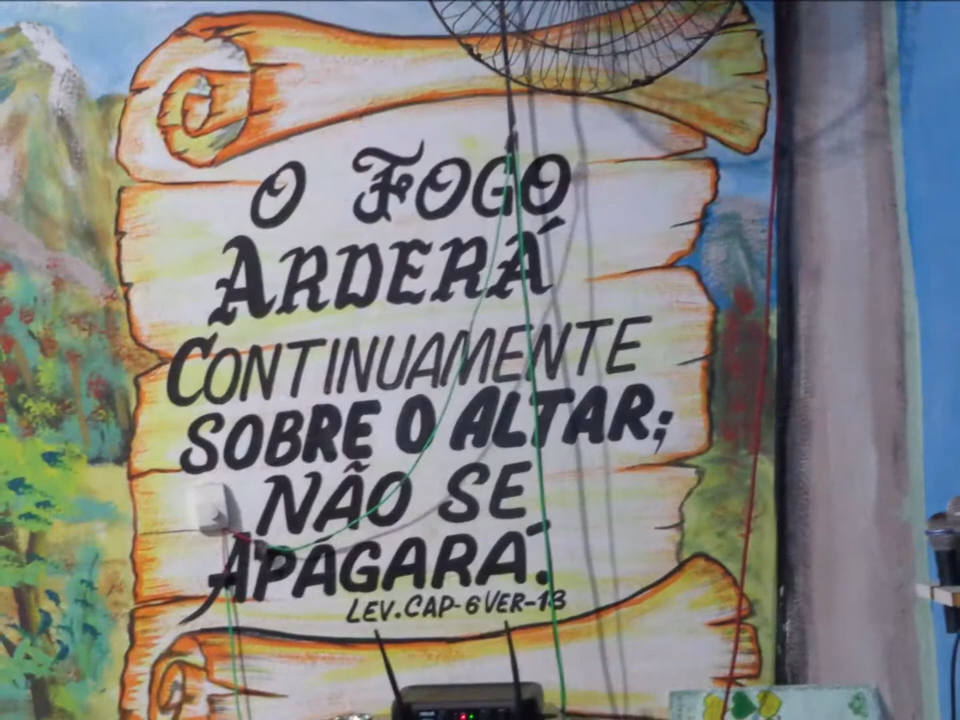 O FOGO
ARDERÁ
CONTINUAMENTE
SOBRE O ALTAR;
NÃO SE
APAGARÁ.
LEV.CAP-6 VER-13